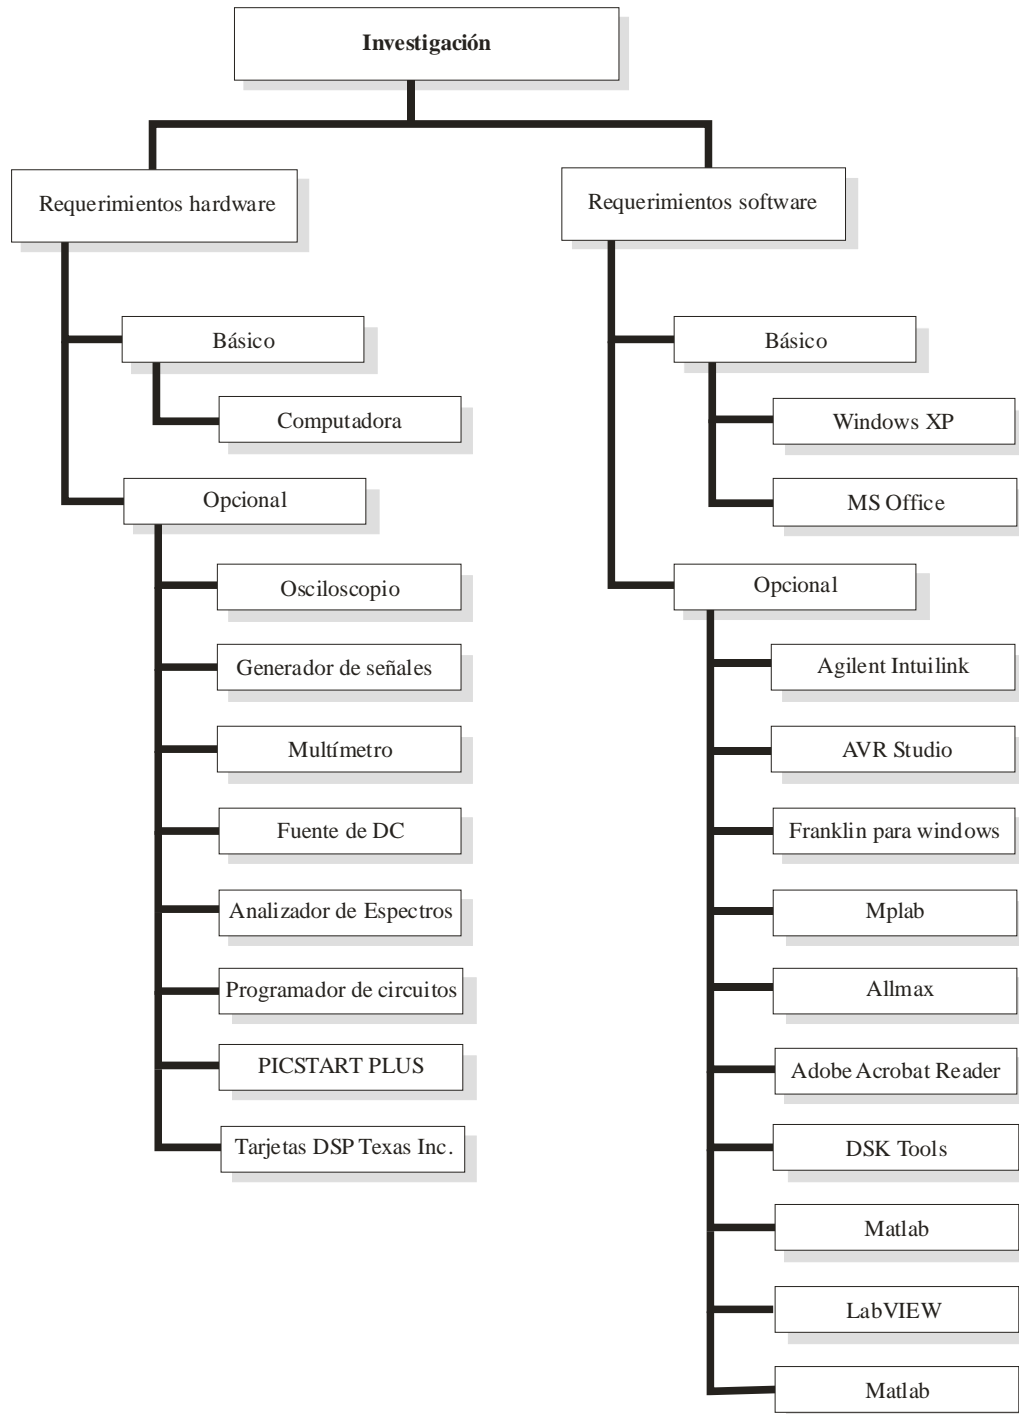 Investigación
Requerimientos hardware
Básico
Computadora
Opcional
Osciloscopio
Generador de señales
Multímetro
Fuente de DC
Analizador de Espectros
Programador de circuitos
PICSTART PLUS
Tarjetas DSP Texas Inc.
Requerimientos software
Básico
Windows XP
MS Office
Opcional
Agilent Intuilink
AVR Studio
Franklin para windows
Mplab
Allmax
Adobe Acrobat Reader
DSK Tools
Matlab
LabVIEW
Matlab